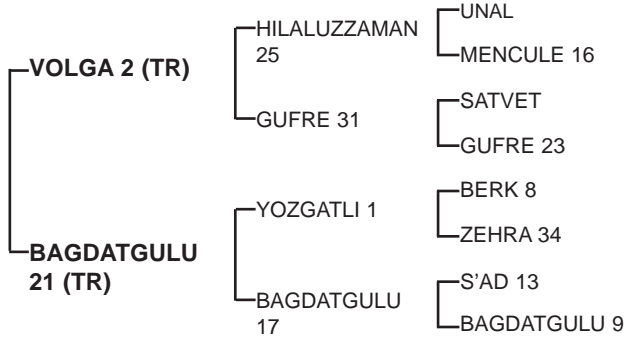 UNAL
HILALUZZAMAN
25
MENCULE 16
VOLGA 2 (TR)
SATVET
GUFRE 31
GUFRE 23
BERK 8
YOZGATLI 1
ZEHRA 34
BAGDATGULU
21 (TR)
S'AD 13
BAGDATGULU
17
BAGDATGULU 9